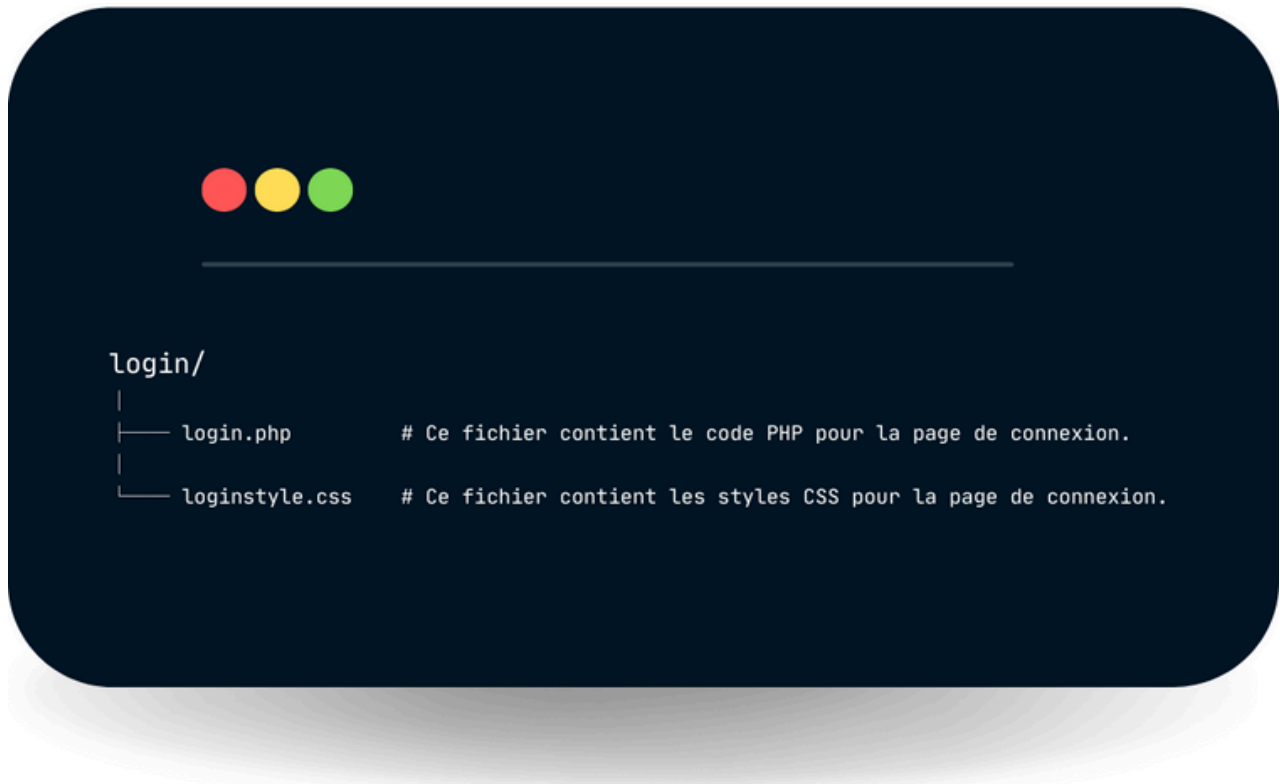 login/
│
├── login.php # Ce fichier contient le code PHP pour la page de connexion.
│
└── loginstyle.css # Ce fichier contient les styles CSS pour la page de connexion.